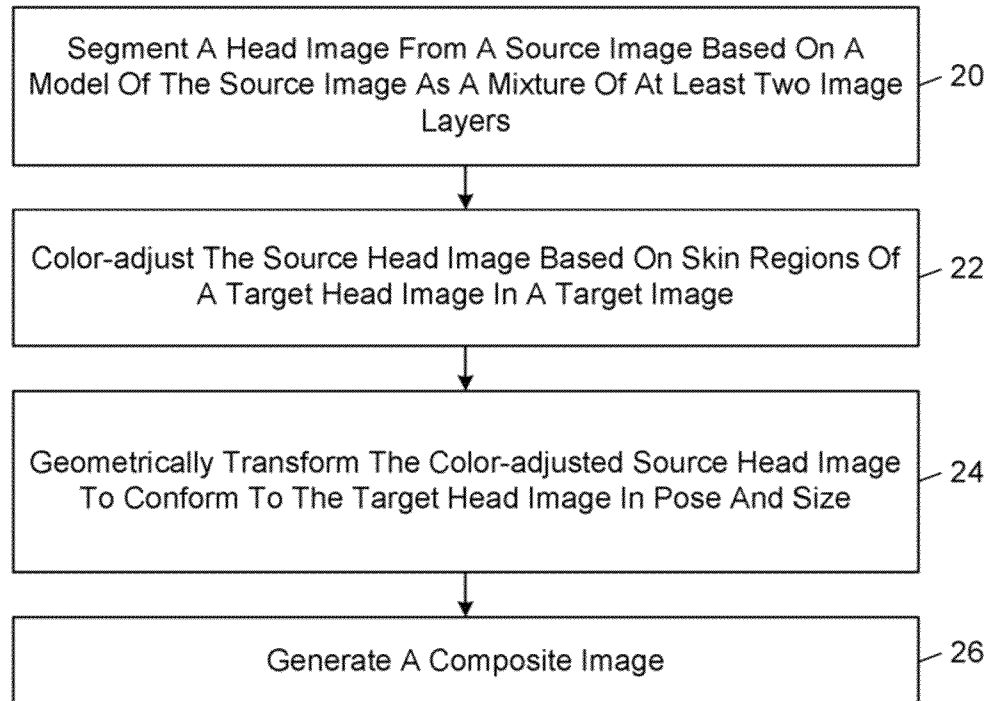 Segment A Head Image From A Source Image Based On A
Model Of The Source Image As A Mixture Of At Least Two Image
Layers
20
Color-adjust The Source Head Image Based On Skin Regions Of
A Target Head Image In A Target Image
22
Geometrically Transform The Color-adjusted Source Head Image
To Conform To The Target Head Image In Pose And Size
24
Generate A Composite Image
26